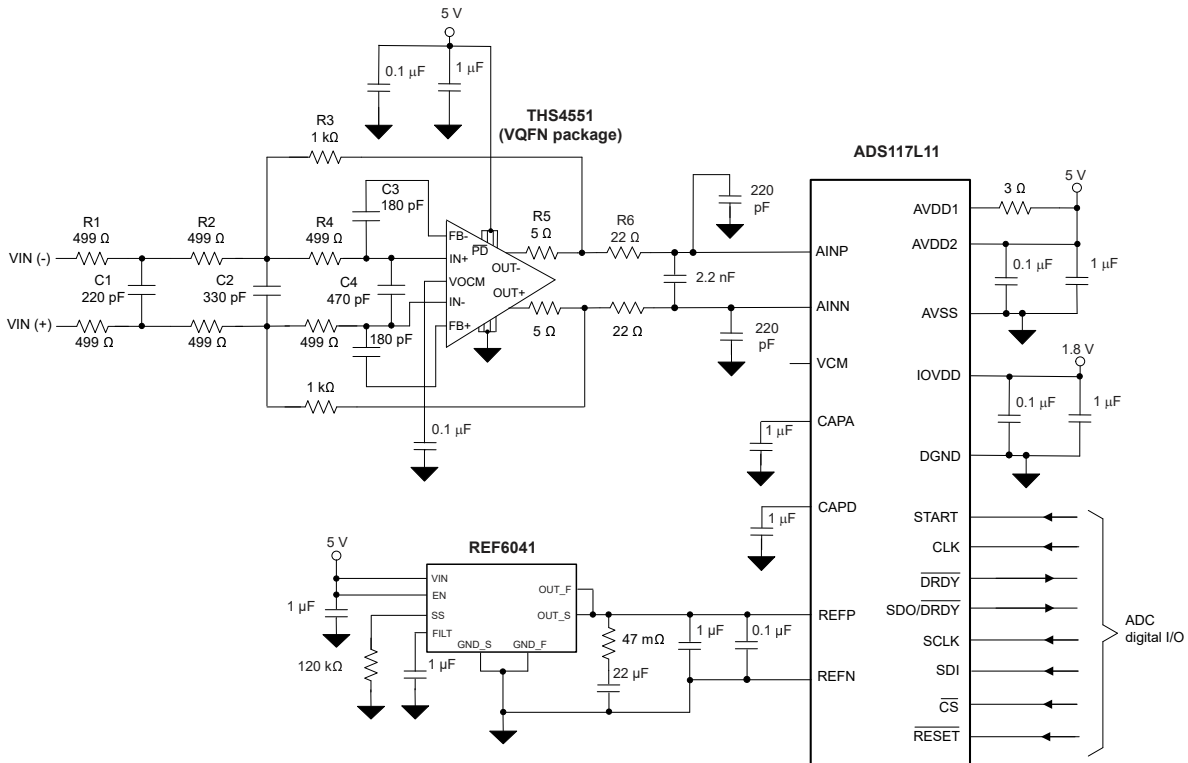 5 V
0.1 μF
1 μF
THS4551
(VQFN package)
R3
1 kΩ
ADS117L11
C3
180 pF
220
pF
3 Ω
5 V
AVDD1
R1
499 Ω
R2
499 Ω
R4
499 Ω
R5
5 Ω
R6
22 Ω
FB-
PD
OUT-
VIN (-)
IN+
AINP
AVDD2
C1
220 pF
C2
330 pF
C4
470 pF
VOCM
2.2 nF
0.1 μF
1 μF
OUT+
IN-
AINN
AVSS
VIN (+)
FB+
499 Ω
499 Ω
499 Ω
180 pF
5 Ω
22 Ω
220
pF
1.8 V
VCM
IOVDD
1 kΩ
0.1 μF
1 μF
0.1 μF
1 μF
CAPA
DGND
1 μF
CAPD
START
CLK
DRDY
SDO/DRDY
SCLK
SDI
CS
RESET
ADC
digital I/O
5 V
REF6041
VIN
EN
SS
FILT
GND_S
GND_F
OUT_F
OUT_S
1 μF
120 kΩ
1 μF
47 mΩ
22 μF
1 μF
0.1 μF
REFP
REFN